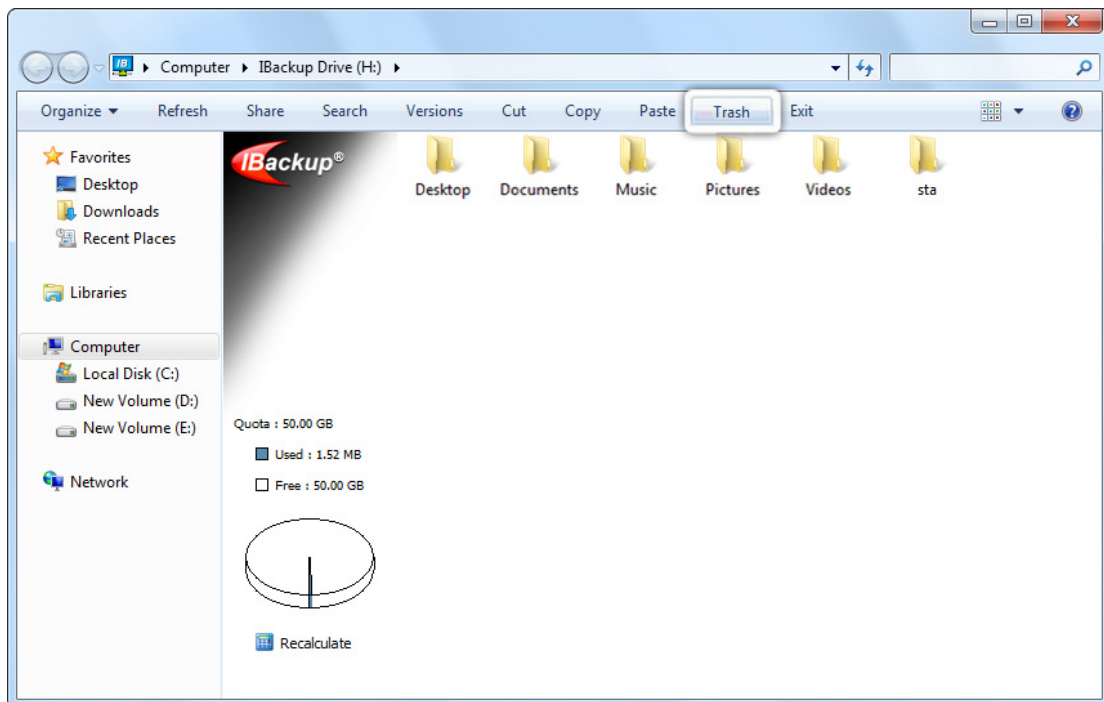 IB Computer IBackup Drive (H:)
Organize Refresh Share Search Versions Cut Copy Paste Trash Exit ?
Favorites
Desktop
Downloads
Recent Places
Libraries
Computer
Local Disk (C:)
New Volume (D:)
New Volume (E:)
Network
IBackup®
Quota : 50.00 GB
Used : 1.52 MB
Free : 50.00 GB
Recalculate
Desktop Documents Music Pictures Videos sta